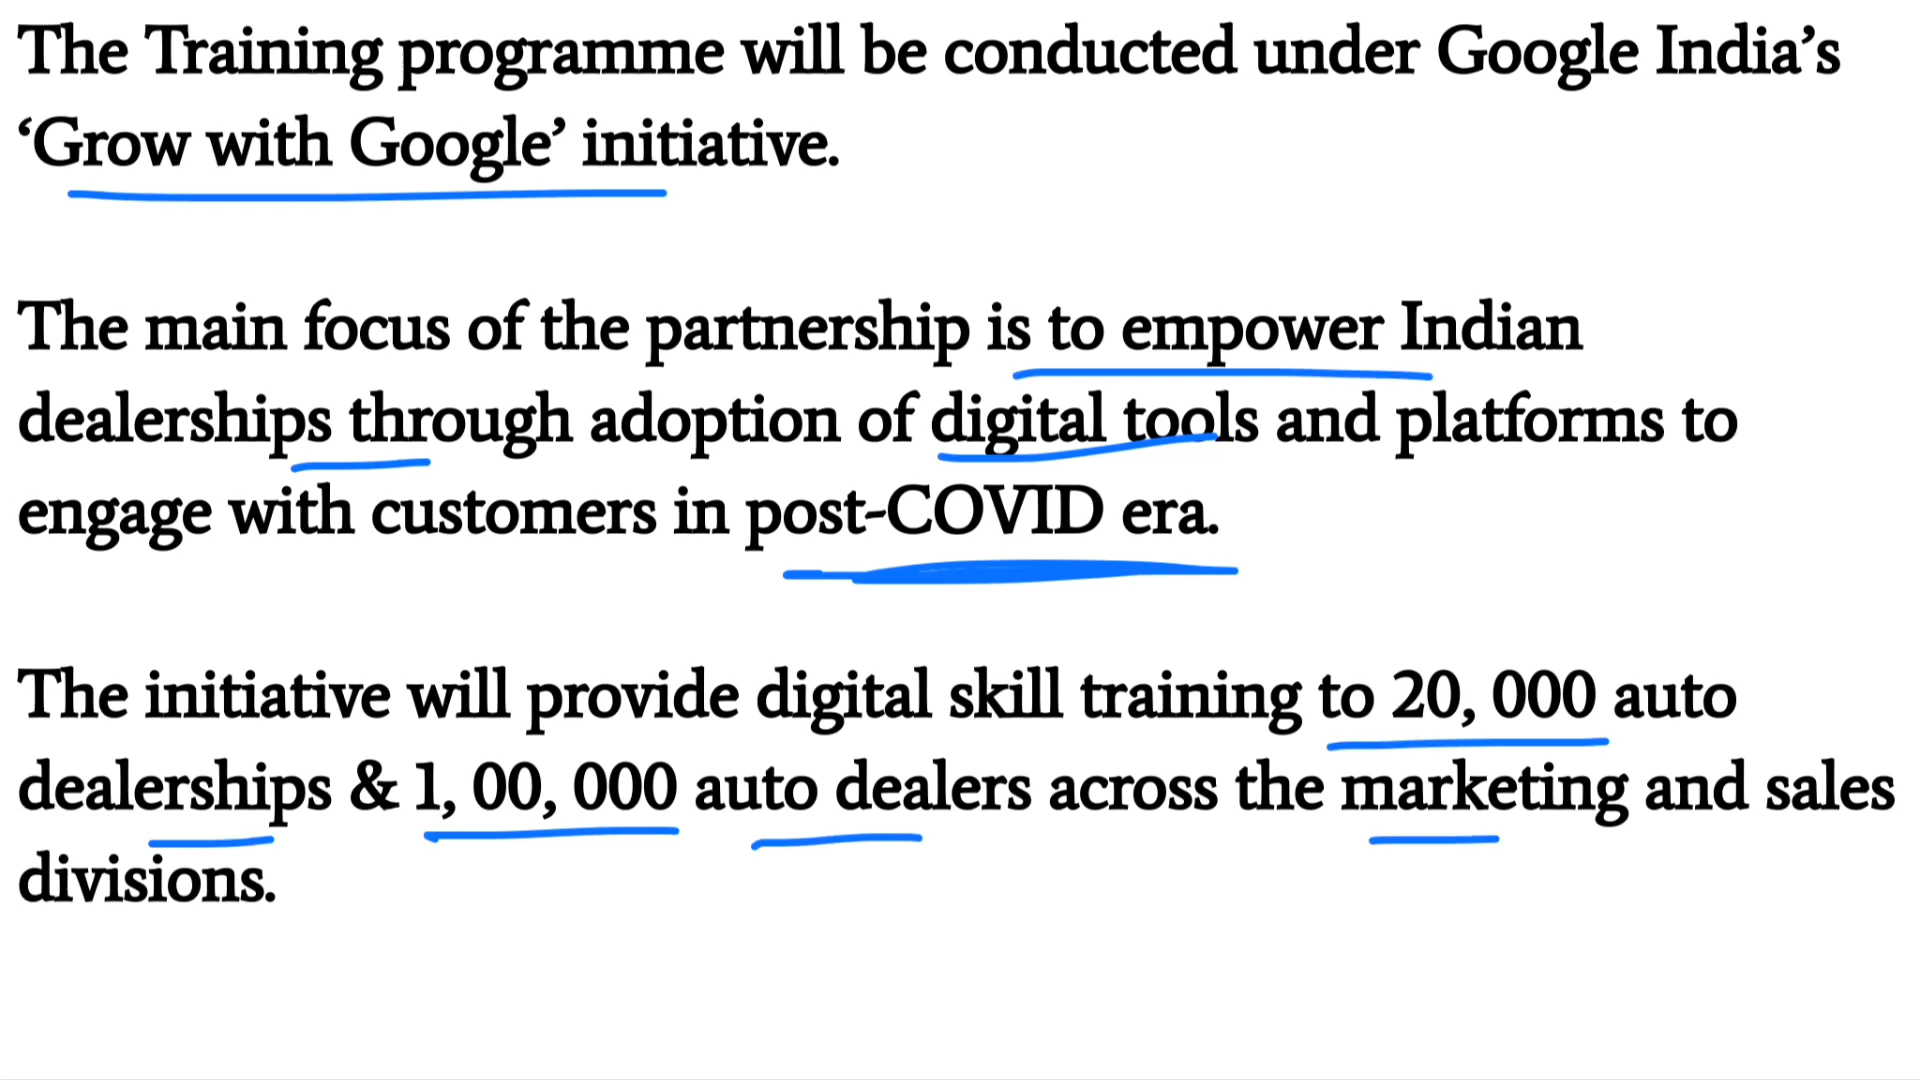 The Training programme will be conducted under Google India’s
‘Grow with Google’ initiative.
The main focus of the partnership is to empower Indian
dealerships through adoption of digital tools and platforms to
engage with customers in post-COVID era.
The initiative will provide digital skill training to 20, 000 auto
dealerships & 1, 00, 000 auto dealers across the marketing and sales
divisions.